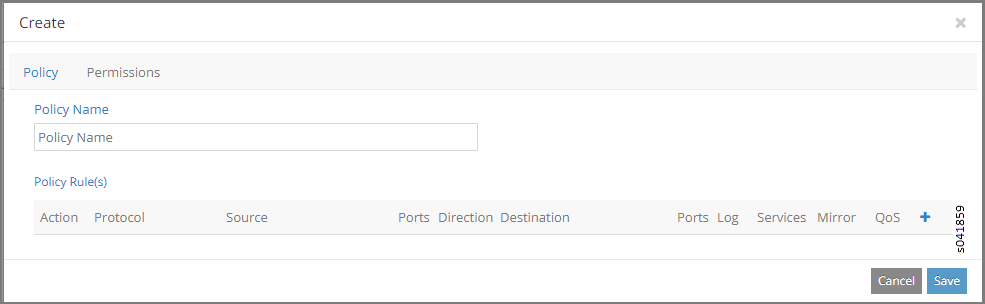 Create ×
Policy Permissions
Policy Name
Policy Name
Policy Rule(s)
Action Protocol Source Ports Direction Destination Ports Log Services Mirror QoS +
s041859
Cancel Save